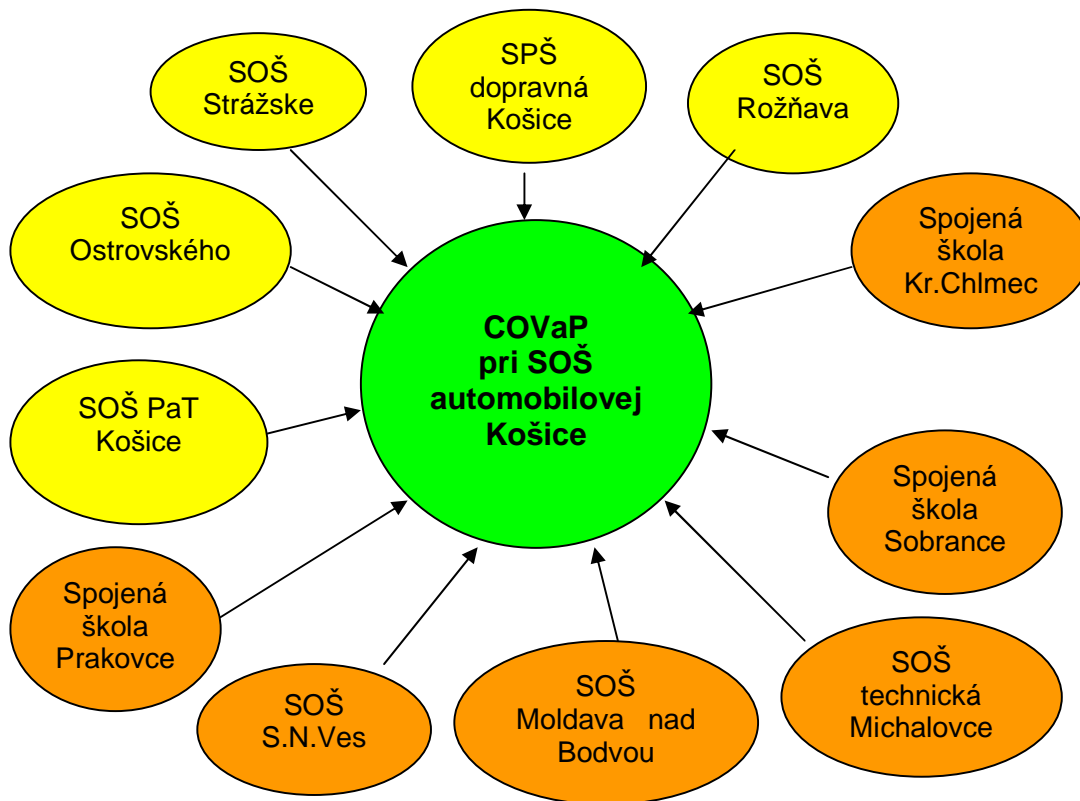 SOŠ
Strážske
SPŠ
dopravná
Košice
SOŠ
Rožňava
SOŠ
Ostrovského
Spojená
škola
Kr.Chlmec
COVaP
pri SOŠ
automobilovej
Košice
SOŠ PaT
Košice
Spojená
škola
Sobrance
Spojená
škola
Prakovce
SOŠ
S.N.Ves
SOŠ
Moldava nad
Bodvou
SOŠ
technická
Michalovce